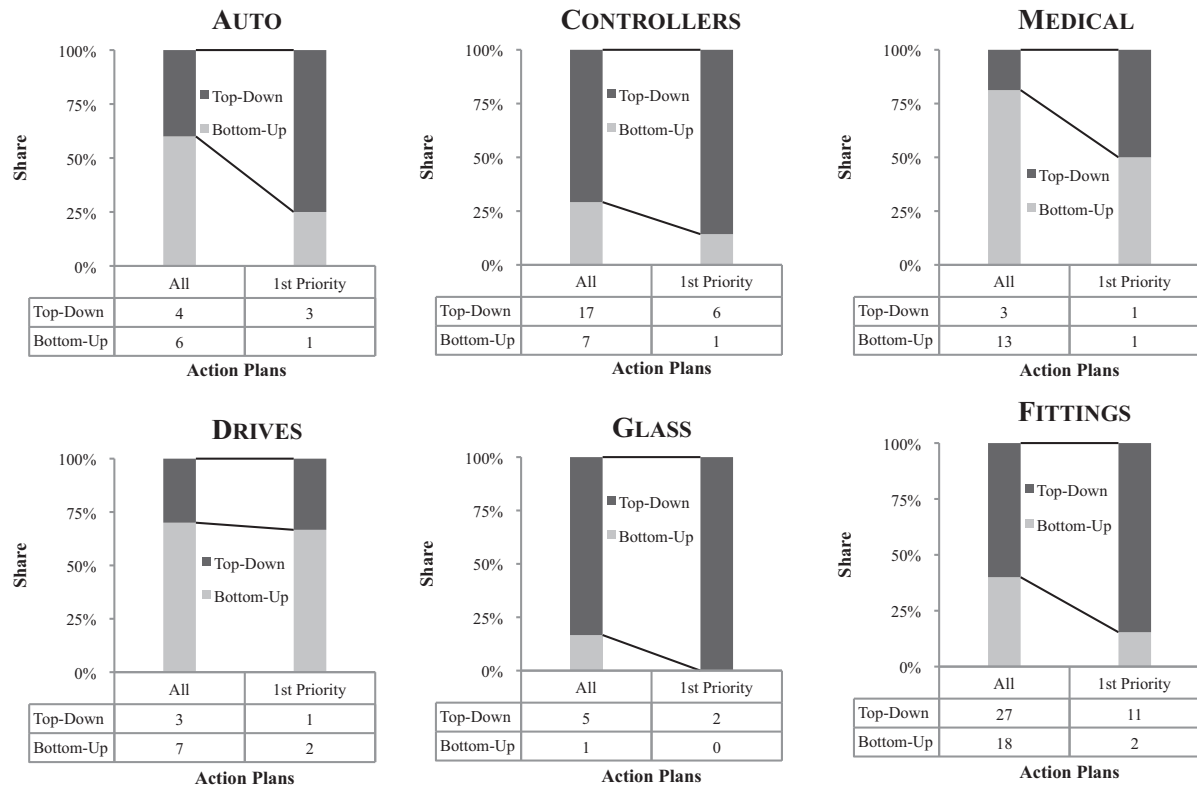 AUTO
100%
75%
50%
25%
0%
Share
Top-Down
Bottom-Up
All 1st Priority
Top-Down 4 3
Bottom-Up 6 1
Action Plans
CONTROLLERS
100%
75%
50%
25%
0%
Share
Top-Down
Bottom-Up
All 1st Priority
Top-Down 17 6
Bottom-Up 7 1
Action Plans
MEDICAL
100%
75%
50%
25%
0%
Share
Top-Down
Bottom-Up
All 1st Priority
Top-Down 3 1
Bottom-Up 13 1
Action Plans
DRIVES
100%
75%
50%
25%
0%
Share
Top-Down
Bottom-Up
All 1st Priority
Top-Down 3 1
Bottom-Up 7 2
Action Plans
GLASS
100%
75%
50%
25%
0%
Share
Top-Down
Bottom-Up
All 1st Priority
Top-Down 5 2
Bottom-Up 1 0
Action Plans
FITTINGS
100%
75%
50%
25%
0%
Share
Top-Down
Bottom-Up
All 1st Priority
Top-Down 27 11
Bottom-Up 18 2
Action Plans